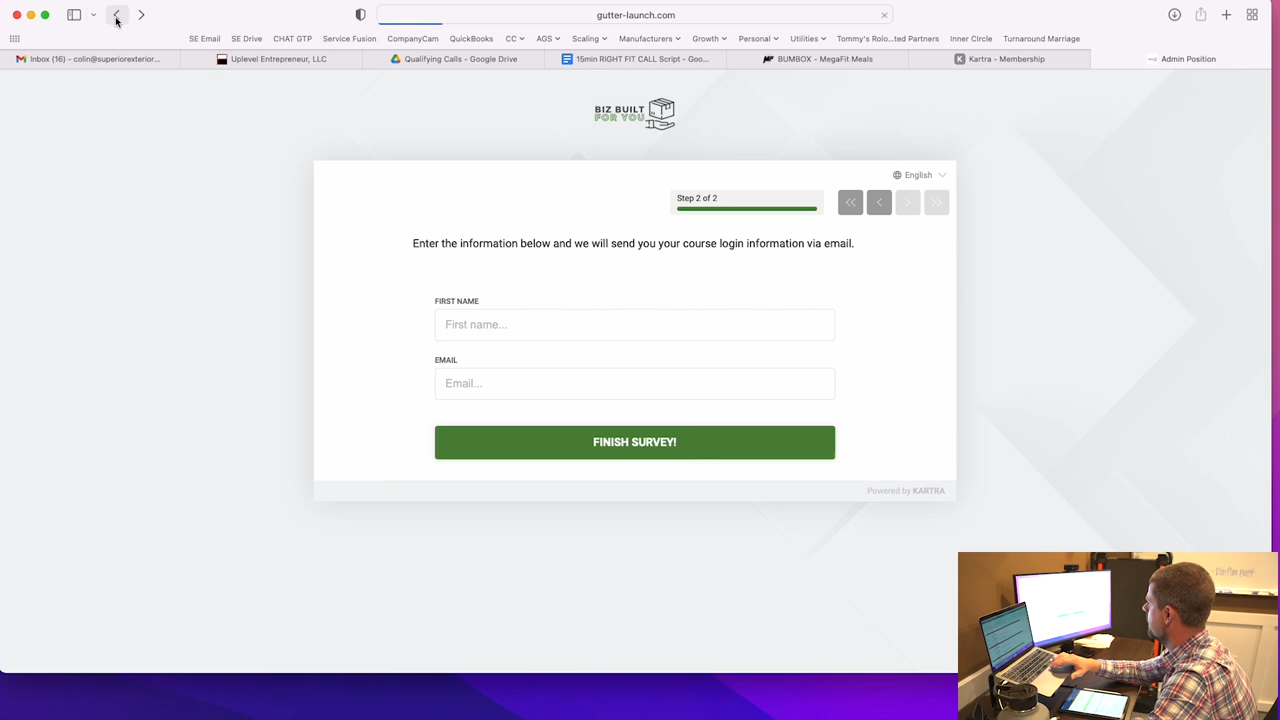 gutter-launch.com
SE Email SE Drive CHAT GTP Service Fusion CompanyCam QuickBooks CC AGS Scaling Manufacturers Growth Personal Utilities Tommy's Rolo...ted Partners Inner CIrcle Turnaround Marriage
Inbox (16) - colin@superiorexterior... Uplevel Entrepreneur, LLC Qualifying Calls - Google Drive 15min RIGHT FIT CALL Script - Goo... BUMBOX - MegaFit Meals Kartra - Membership Admin Position
BIZ BUILT
FOR YOU
English
Step 2 of 2
Enter the information below and we will send you your course login information via email.
FIRST NAME
First name...
EMAIL
Email...
FINISH SURVEY!
Powered by KARTRA